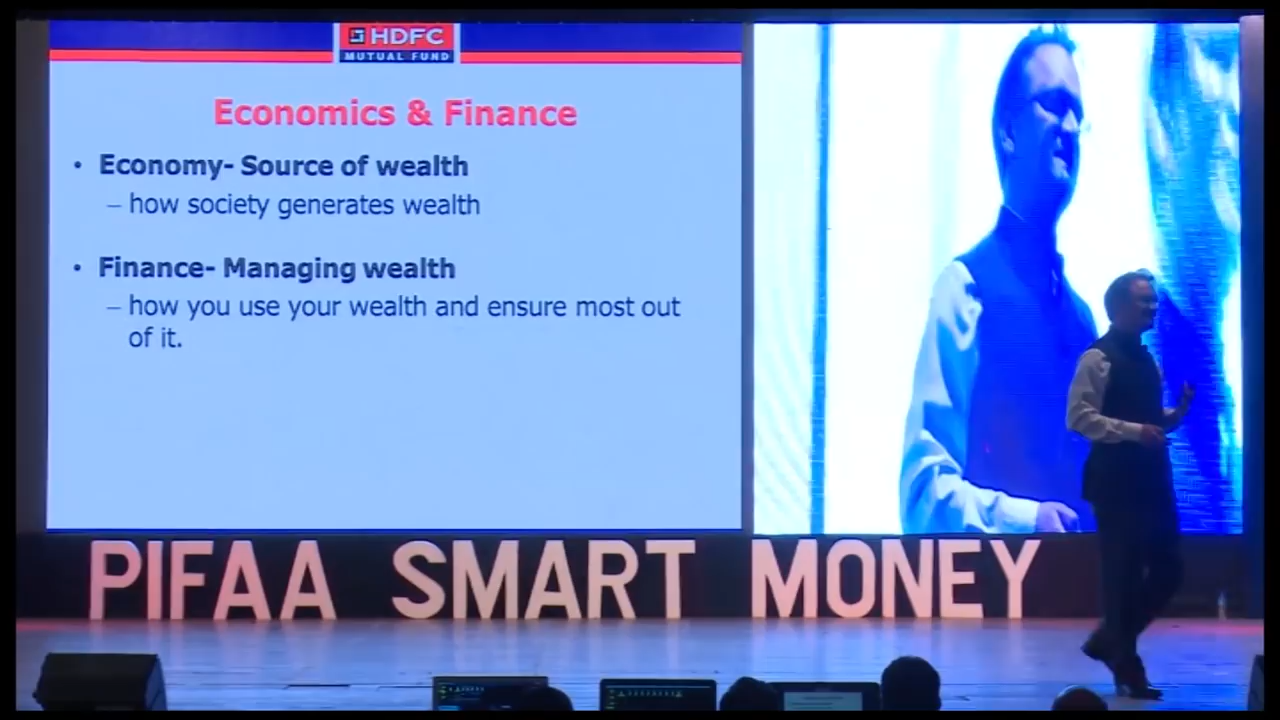 HDFC
MUTUAL FUND
Economics & Finance
• Economy- Source of wealth
– how society generates wealth
• Finance- Managing wealth
– how you use your wealth and ensure most out
of it.
PIFAA SMART MONEY